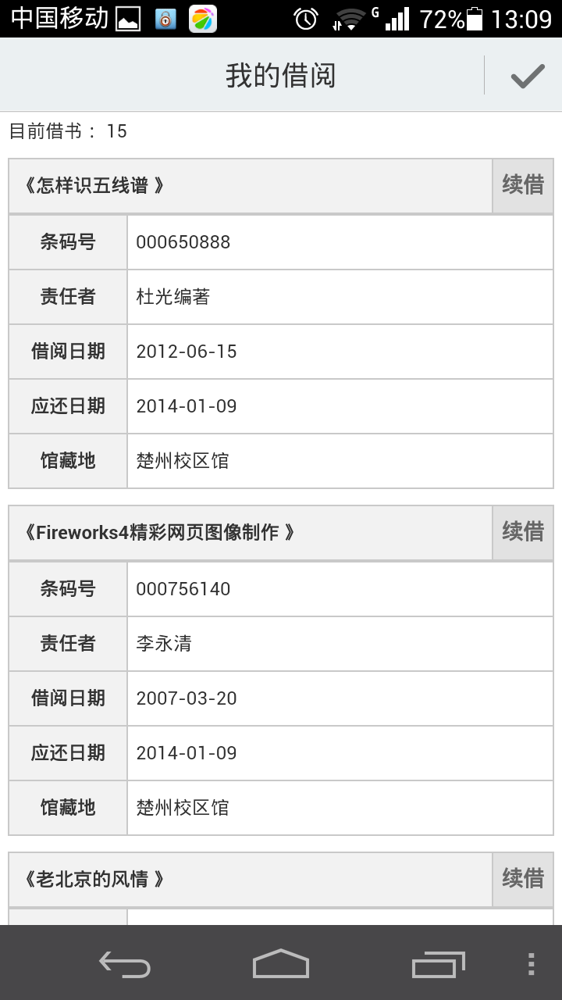 中国移动 G 72% 13:09
我的借阅
目前借书 ： 15
《怎样识五线谱 》 续借
条码号 000650888
责任者 杜光编著
借阅日期 2012-06-15
应还日期 2014-01-09
馆藏地 楚州校区馆
《Fireworks4精彩网页图像制作 》 续借
条码号 000756140
责任者 李永清
借阅日期 2007-03-20
应还日期 2014-01-09
馆藏地 楚州校区馆
《老北京的风情 》 续借